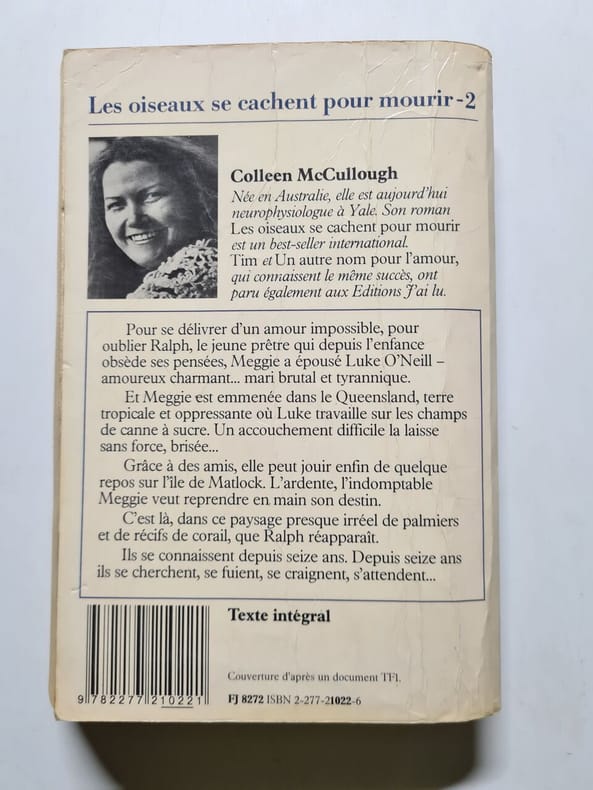 Les oiseaux se cachent pour mourir-2
Colleen McCullough
Née en Australie, elle est aujourd'hui
neurophysiologue à Yale. Son roman
Les oiseaux se cachent pour mourir
est un best-seller international.
Tim et Un autre nom pour l'amour,
qui connaissent le même succès, ont
paru également aux Editions J'ai lu.
Pour se délivrer d'un amour impossible, pour
oublier Ralph, le jeune prêtre qui depuis l'enfance
obsède ses pensées, Meggie a épousé Luke O'Neill –
amoureux charmant... mari brutal et tyrannique.
Et Meggie est emmenée dans le Queensland, terre
tropicale et oppressante où Luke travaille sur les champs
de canne à sucre. Un accouchement difficile la laisse
sans force, brisée...
Grâce à des amis, elle peut jouir enfin de quelque
repos sur l'île de Matlock. L'ardente, l'indomptable
Meggie veut reprendre en main son destin.
C'est là, dans ce paysage presque irréel de palmiers
et de récifs de corail, que Ralph réapparaît.
Ils se connaissent depuis seize ans. Depuis seize ans
ils se cherchent, se fuient, se craignent, s'attendent...
Texte intégral
Couverture d'après un document TF1.
FJ 8272 ISBN 2-277-21022-6
9 782277 210221